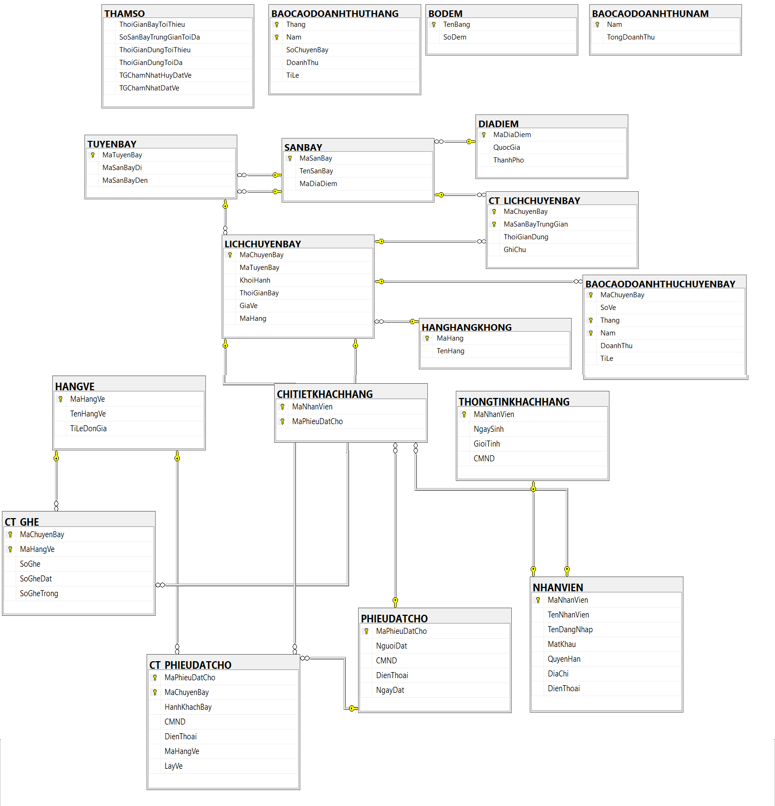 THAMSO
ThoiGianBayToiThieu
SoSanBayTrungGianToiDa
ThoiGianDungToiThieu
ThoiGianDungToiDa
TGChamNhatHuyDatVe
TGChamNhatDatVe
BAOCAODOANHTHUTHANG
Thang
Nam
SoChuyenBay
DoanhThu
TiLe
BODEM
TenBang
SoDem
BAOCAODOANHTHUNAM
Nam
TongDoanhThu
TUYENBAY
MaTuyenBay
MaSanBayDi
MaSanBayDen
SANBAY
MaSanBay
TenSanBay
MaDiaDiem
DIADIEM
MaDiaDiem
QuocGia
ThanhPho
CT_LICHCHUYENBAY
MaChuyenBay
MaSanBayTrungGian
ThoiGianDung
GhiChu
LICHCHUYENBAY
MaChuyenBay
MaTuyenBay
KhoiHanh
ThoiGianBay
GiaVe
MaHang
BAOCAODOANHTHUCHUYENBAY
MaChuyenBay
SoVe
Thang
Nam
DoanhThu
TiLe
HANGHANGKHONG
MaHang
TenHang
HANGVE
MaHangVe
TenHangVe
TiLeDonGia
CHITIETKHACHHANG
MaNhanVien
MaPhieuDatCho
THONGTINKHACHHANG
MaNhanVien
NgaySinh
GioiTinh
CMND
CT_GHE
MaChuyenBay
MaHangVe
SoGhe
SoGheDat
SoGheTrong
NHANVIEN
MaNhanVien
TenNhanVien
TenDangNhap
MatKhau
QuyenHan
DiaChi
DienThoai
PHIEUDATCHO
MaPhieuDatCho
NguoiDat
CMND
DienThoai
NgayDat
CT_PHIEUDATCHO
MaPhieuDatCho
MaChuyenBay
HanhKhachBay
CMND
DienThoai
MaHangVe
LayVe